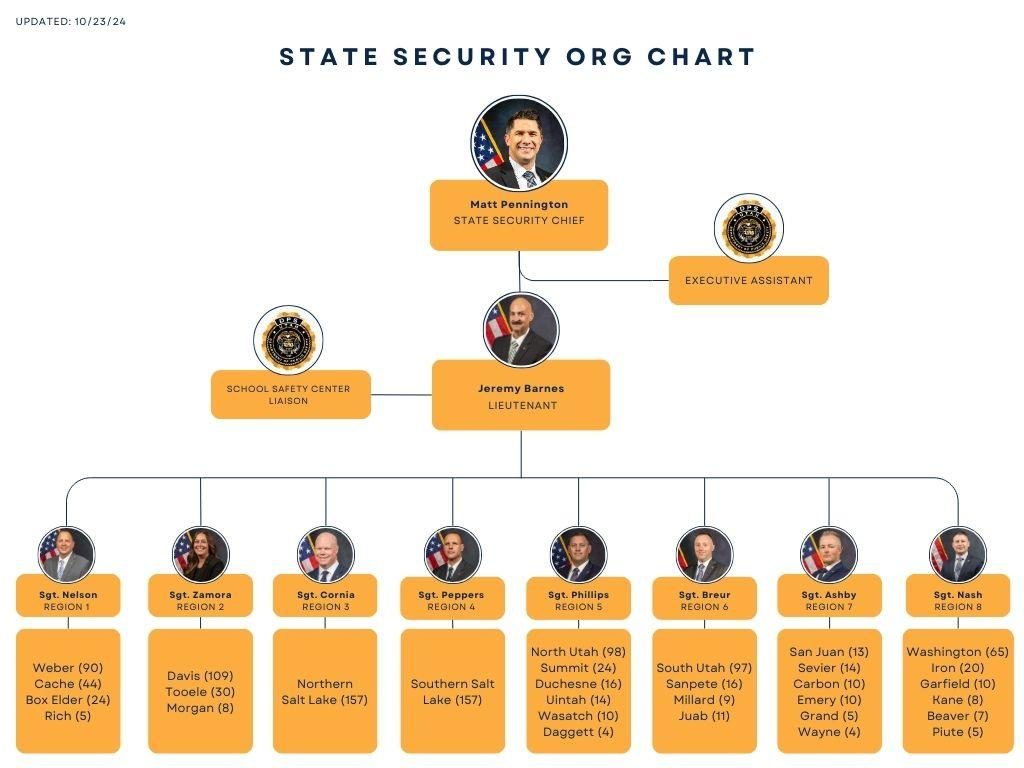 UPDATED: 10/23/24
STATE SECURITY ORG CHART
Matt Pennington
STATE SECURITY CHIEF
DPS
UTAH
EXECUTIVE ASSISTANT
DPS
UTAH
SCHOOL SAFETY CENTER
LIAISON
Jeremy Barnes
LIEUTENANT
Sgt. Nelson
REGION 1
Weber (90)
Cache (44)
Box Elder (24)
Rich (5)
Sgt. Zamora
REGION 2
Davis (109)
Tooele (30)
Morgan (8)
Sgt. Cornia
REGION 3
Northern
Salt Lake (157)
Sgt. Peppers
REGION 4
Southern Salt
Lake (157)
Sgt. Phillips
REGION 5
North Utah (98)
Summit (24)
Duchesne (16)
Uintah (14)
Wasatch (10)
Daggett (4)
Sgt. Breur
REGION 6
South Utah (97)
Sanpete (16)
Millard (9)
Juab (11)
Sgt. Ashby
REGION 7
San Juan (13)
Sevier (14)
Carbon (10)
Emery (10)
Grand (5)
Wayne (4)
Sgt. Nash
REGION 8
Washington (65)
Iron (20)
Garfield (10)
Kane (8)
Beaver (7)
Piute (5)